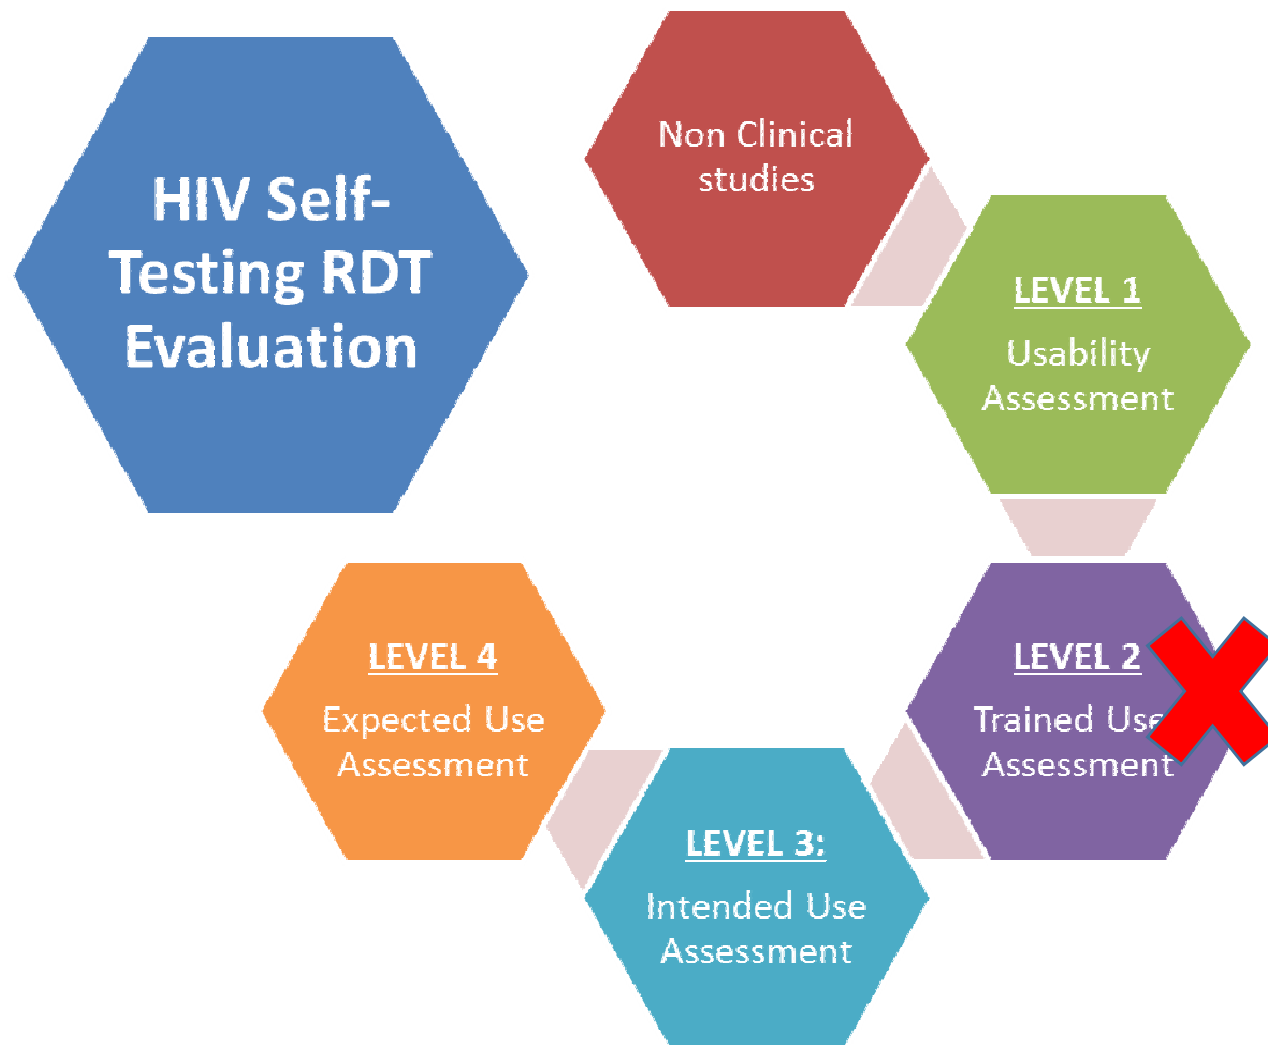 HIV Self-
Testing RDT
Evaluation
Non Clinical
studies
LEVEL 1
Usability
Assessment
LEVEL 2
Trained Use
Assessment
LEVEL 3:
Intended Use
Assessment
LEVEL 4
Expected Use
Assessment